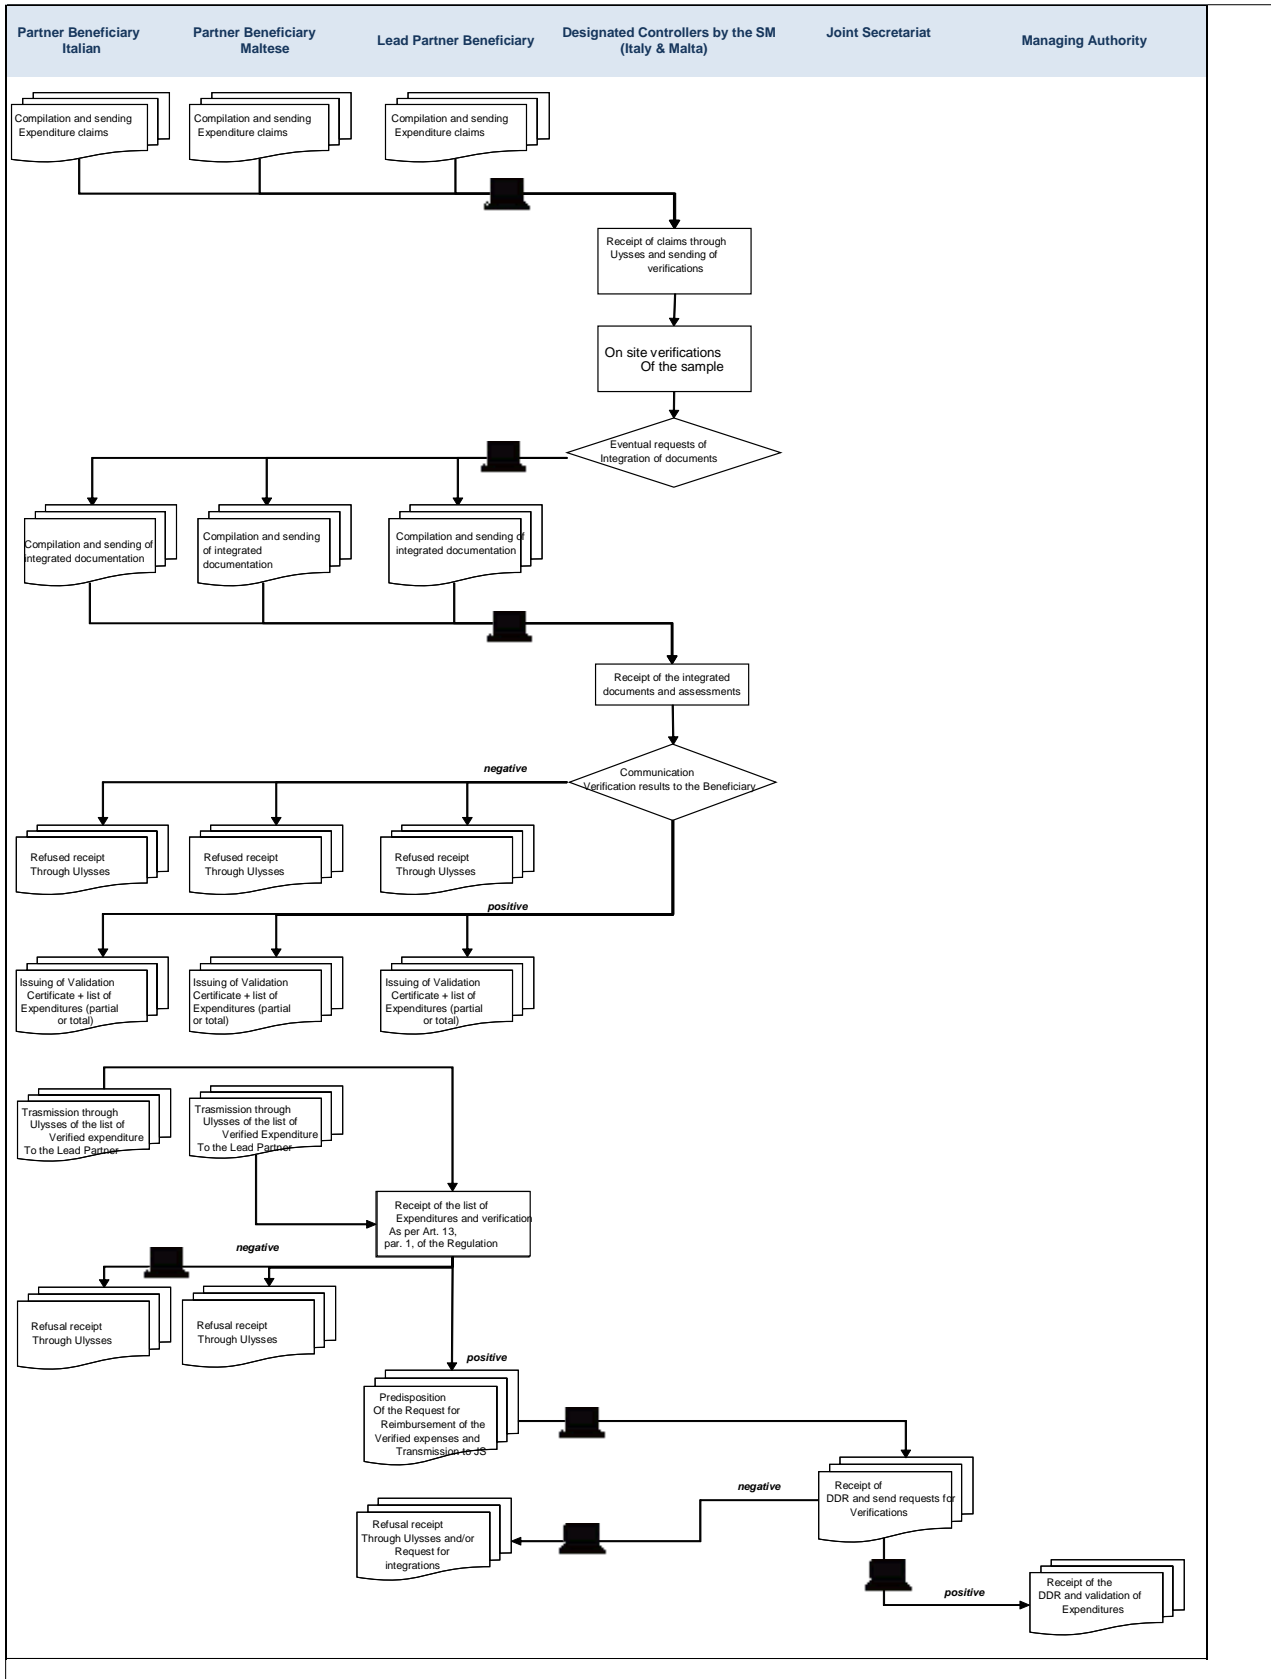 Partner Beneficiary
Italian
Partner Beneficiary
Maltese
Lead Partner Beneficiary
Designated Controllers by the SM
(Italy & Malta)
Joint Secretariat
Managing Authority
Compilation and sending
Expenditure claims
Compilation and sending
Expenditure claims
Compilation and sending
Expenditure claims
Receipt of claims through
Uysses and sending of
verifications
On site verifications
Of the sample
Eventual requests of
Integration of documents
Compilation and sending of
integrated documentation
Compilation and sending
of integrated
documentation
Compilation and sending of
integrated documentation
Receipt of the integrated
documents and assessments
negative
Communication
Verification results to the Beneficiary
Refused receipt
Through Ulysses
Refused receipt
Through Ulysses
Refused receipt
Through Ulysses
positive
Issuing of Validation
Certificate + list of
Expenditures (partial
or total)
Issuing of Validation
Certificate + list of
Expenditures (partial
or total)
Issuing of Validation
Certificate + list of
Expenditures (partial
or total)
Trasmission through
Ulysses of the list of
Verified expenditure
To the Lead Partner
Trasmission through
Ulysses of the list of
Verified Expenditure
To the Lead Partner
Receipt of the list of
Expenditures and verification
As per Art. 13,
par. 1, of the Regulation
negative
Refusal receipt
Through Ulysses
Refusal receipt
Through Ulysses
positive
Predisposition
Of the Request for
Reimbursement of the
Verified expenses and
Transmission to JS
negative
Receipt of
DDR and send requests for
Verifications
Refusal receipt
Through Ulysses and/or
Request for
integrations
positive
Receipt of the
DDR and validation of
Expenditures